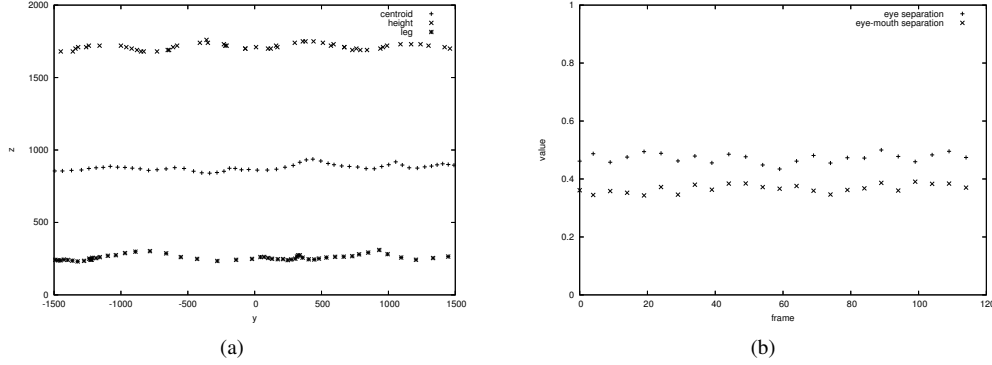 2000
1500
1000
500
0
z
-1500
-1000
-500
0
500
1000
1500
y
centroid
height
leg
(a)
1
0.8
0.6
0.4
0.2
0
value
0
20
40
60
80
100
120
frame
eye separation
eye-mouth separation
(b)